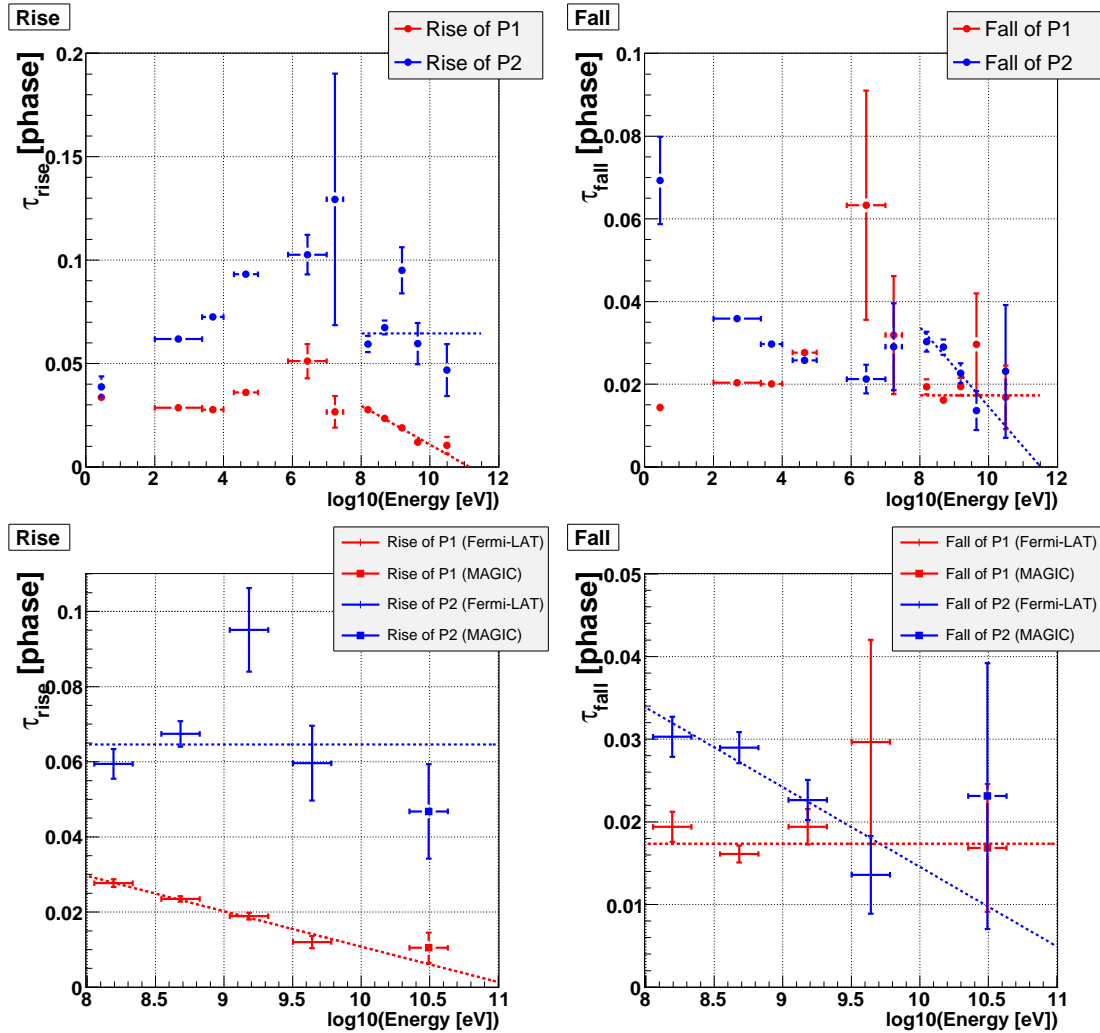 Rise
Rise of P1
Rise of P2
τrise [phase]
0.2
0.15
0.1
0.05
0
0 2 4 6 8 10 12
log10(Energy [eV])
Fall
Fall of P1
Fall of P2
τfall [phase]
0.1
0.08
0.06
0.04
0.02
0
0 2 4 6 8 10 12
log10(Energy [eV])
Rise
Rise of P1 (Fermi-LAT)
Rise of P1 (MAGIC)
Rise of P2 (Fermi-LAT)
Rise of P2 (MAGIC)
τrise [phase]
0.1
0.08
0.06
0.04
0.02
0
8 8.5 9 9.5 10 10.5 11
log10(Energy [eV])
Fall
Fall of P1 (Fermi-LAT)
Fall of P1 (MAGIC)
Fall of P2 (Fermi-LAT)
Fall of P2 (MAGIC)
τfall [phase]
0.05
0.04
0.03
0.02
0.01
0
8 8.5 9 9.5 10 10.5 11
log10(Energy [eV])